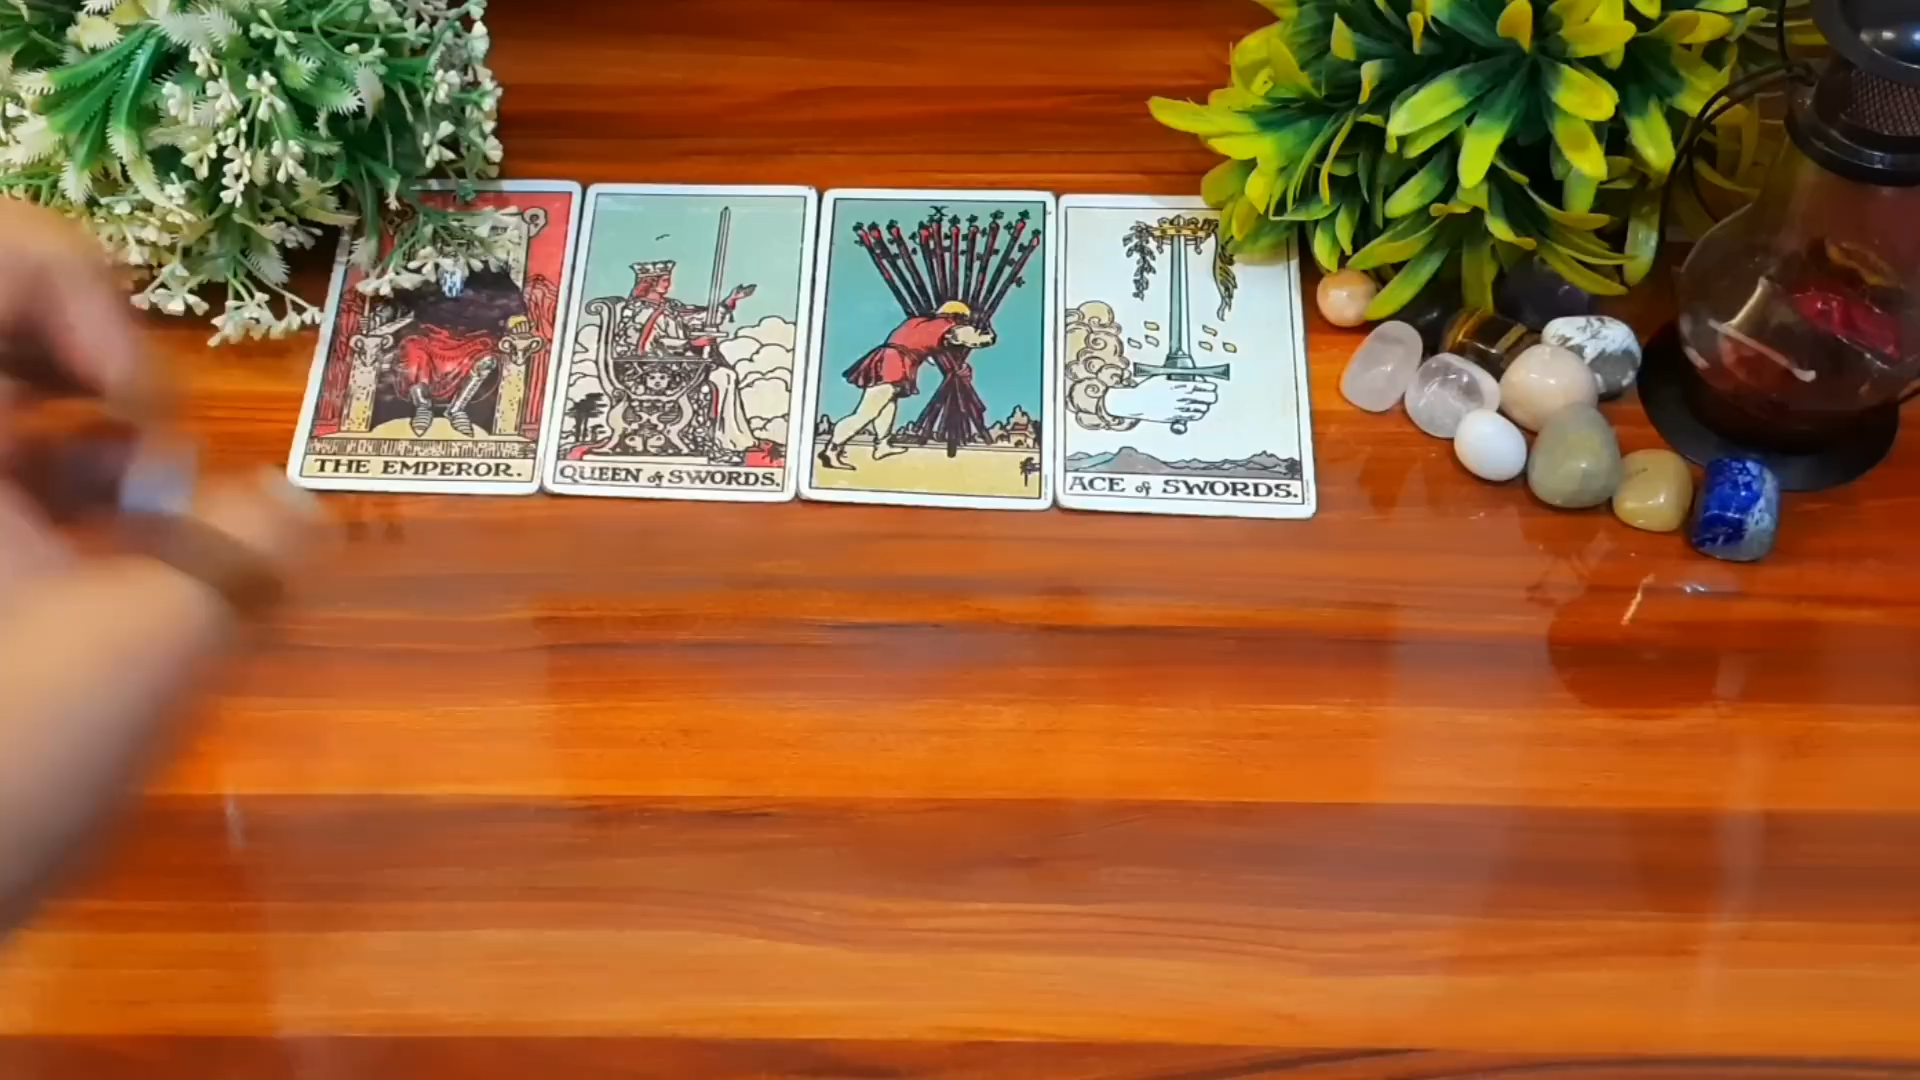 THE EMPEROR.
QUEEN of SWORDS.
X
ACE of SWORDS.